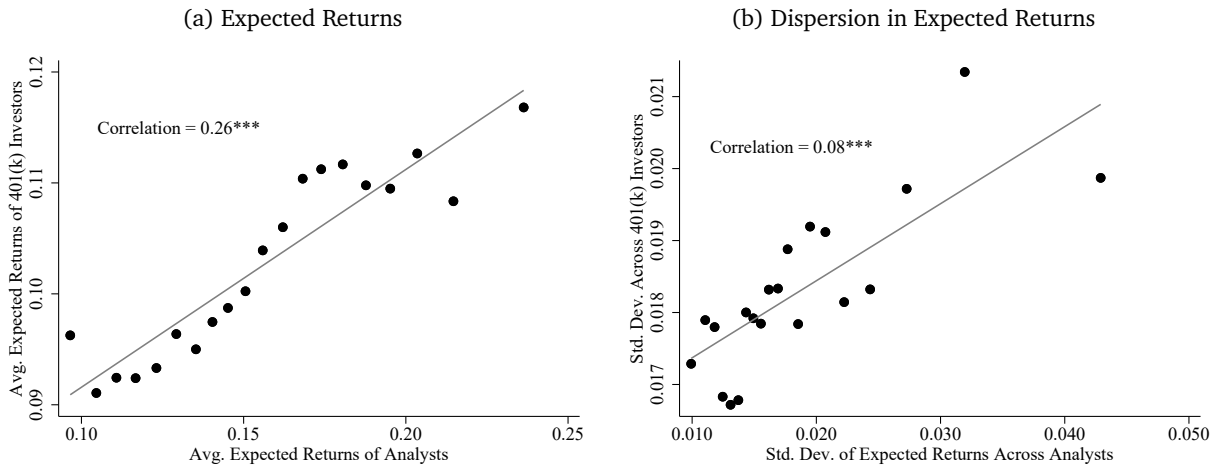 (a) Expected Returns
Avg. Expected Returns of 401(k) Investors
0.12
0.11
0.10
0.09
Correlation = 0.26***
0.10 0.15 0.20 0.25
Avg. Expected Returns of Analysts
(b) Dispersion in Expected Returns
Std. Dev. Across 401(k) Investors
0.021
0.020
0.019
0.018
0.017
Correlation = 0.08***
0.010 0.020 0.030 0.040 0.050
Std. Dev. of Expected Returns Across Analysts